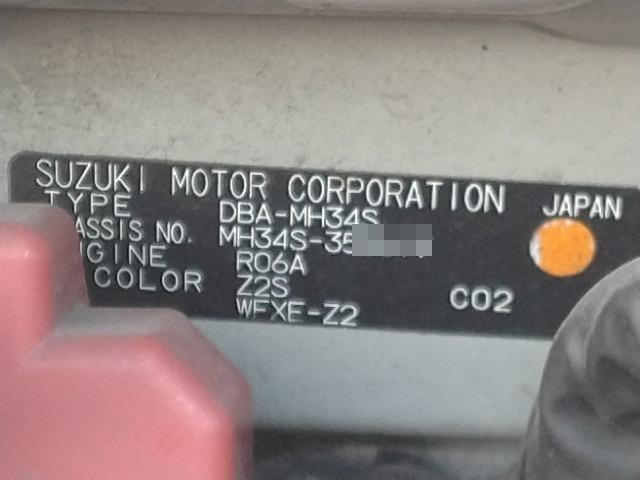 SUZUKI MOTOR CORPORATION JAPAN
TYPE DBA-MH34S
ASSIS NO. MH34S-35
GINE R06A
COLOR Z2S C02
WFXE-Z2